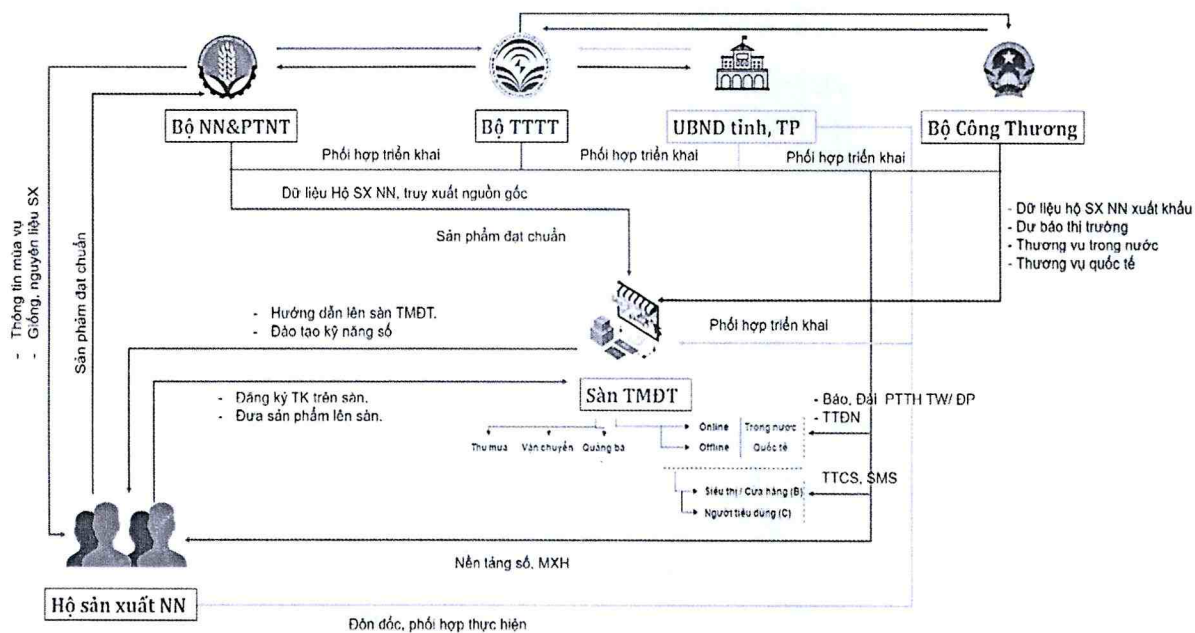 Bộ NN&PTNT
Bộ TTTT
UBND tỉnh, TP
Bộ Công Thương
Phối hợp triển khai
Phối hợp triển khai
Phối hợp triển khai
Dữ liệu Hộ SX NN, truy xuất nguồn gốc
Sản phẩm đạt chuẩn
- Dữ liệu hộ SX NN xuất khẩu
- Dự báo thị trường
- Thương vụ trong nước
- Thương vụ quốc tế
- Thông tin mùa vụ
- Giống, nguyên liệu SX
Sản phẩm đạt chuẩn
- Hướng dẫn lên sàn TMĐT.
- Đào tạo kỹ năng số
Phối hợp triển khai
- Đăng ký TK trên sàn.
- Đưa sản phẩm lên sàn.
Sàn TMĐT
- Báo, Đài PTTH TW/ ĐP
- TTĐN
Thu mua
Vận chuyển
Quảng bá
Online
Trong nước
Offline
Quốc tế
TTCS, SMS
Siêu thị / Cửa hàng (B)
Người tiêu dùng (C)
Nền tảng số, MXH
Hộ sản xuất NN
Đôn đốc, phối hợp thực hiện